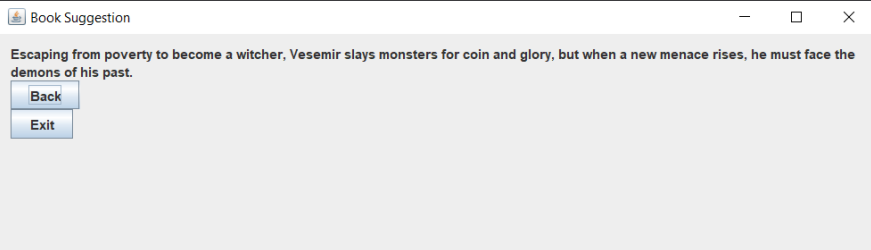 Book Suggestion
Escaping from poverty to become a witcher, Vesemir slays monsters for coin and glory, but when a new menace rises, he must face the
demons of his past.
Back
Exit